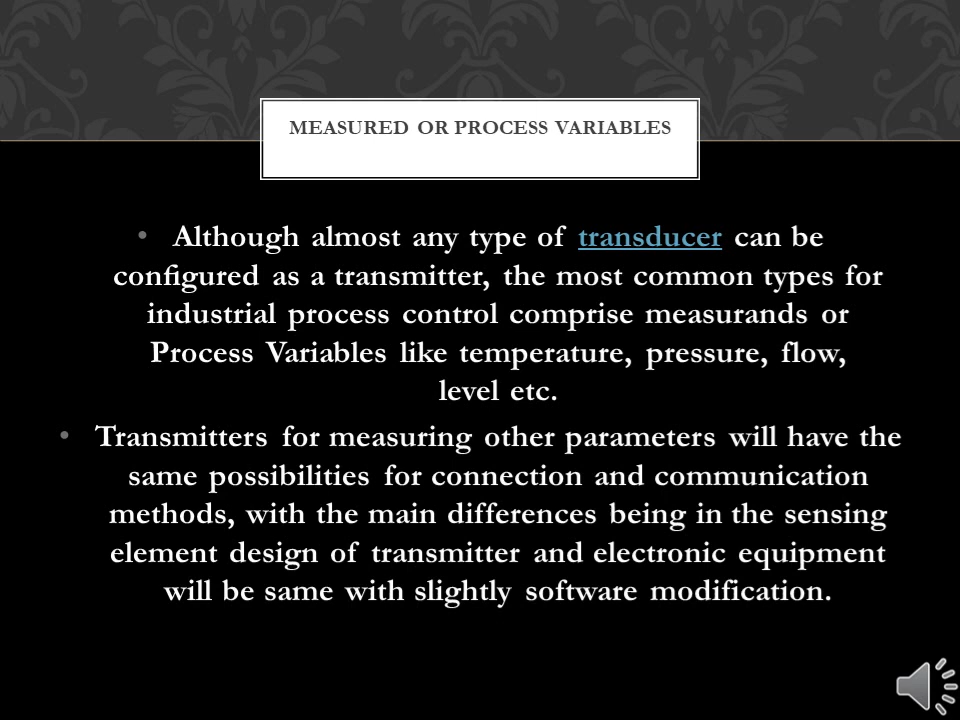 MEASURED OR PROCESS VARIABLES
• Although almost any type of transducer can be
configured as a transmitter, the most common types for
industrial process control comprise measurands or
Process Variables like temperature, pressure, flow,
level etc.
• Transmitters for measuring other parameters will have the
same possibilities for connection and communication
methods, with the main differences being in the sensing
element design of transmitter and electronic equipment
will be same with slightly software modification.